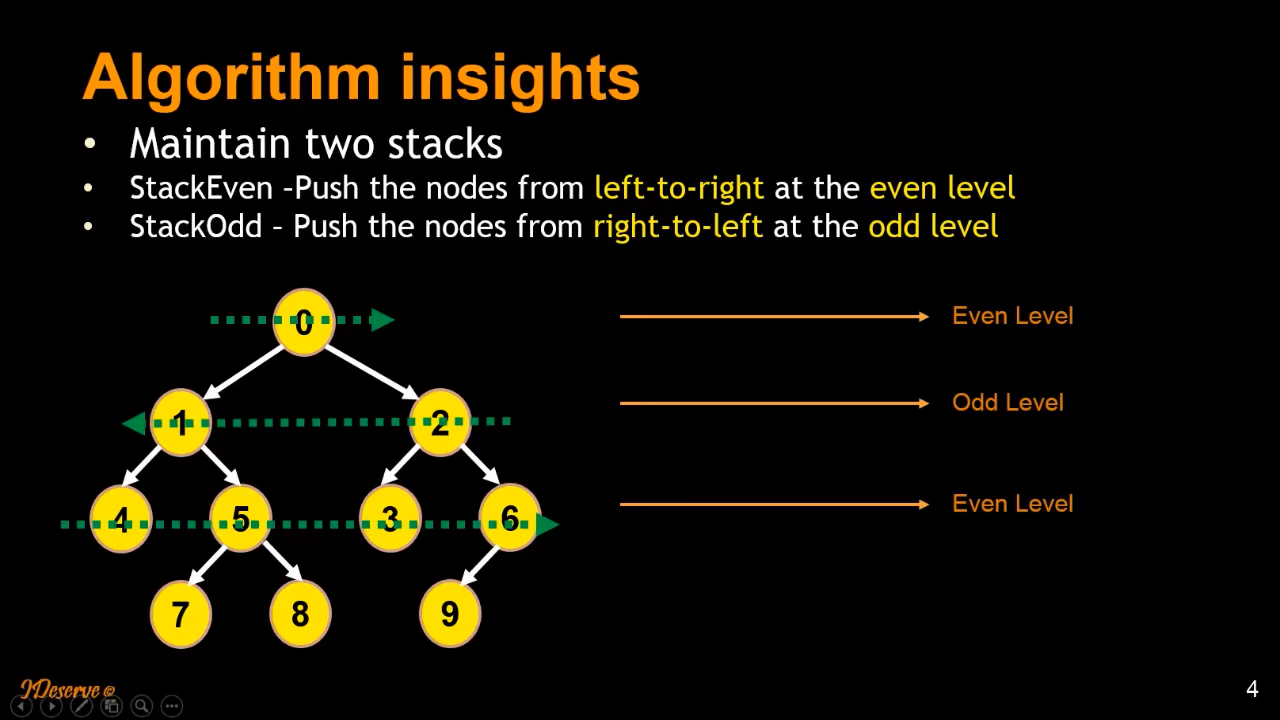 Algorithm insights
• Maintain two stacks
• StackEven –Push the nodes from left-to-right at the even level
• StackOdd – Push the nodes from right-to-left at the odd level
0
Even Level
1 2
Odd Level
4 5 3 6
Even Level
7 8 9
IDeserve ©
4